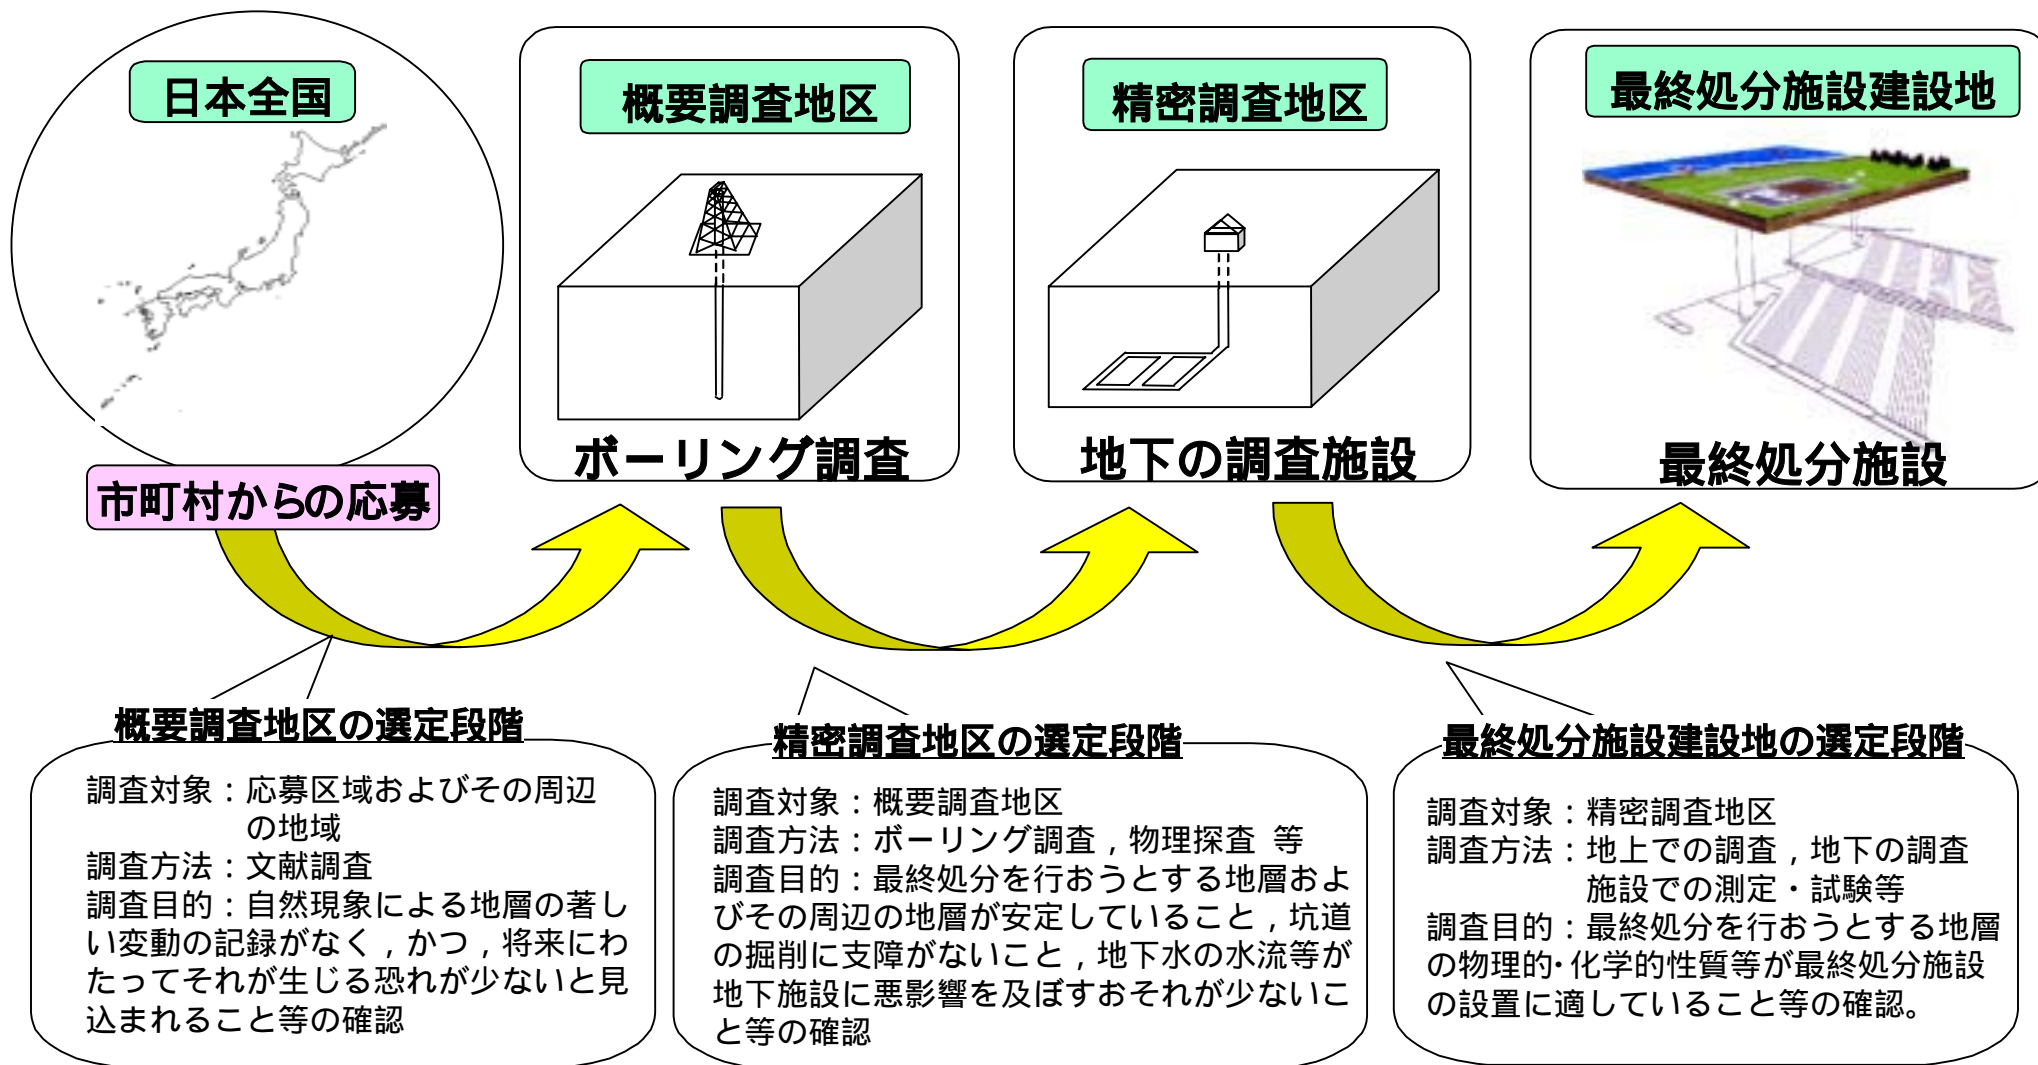 日本全国
市町村からの応募
概要調査地区
ボーリング調査
精密調査地区
地下の調査施設
最終処分施設建設地
最終処分施設
概要調査地区の選定段階
調査対象：応募区域およびその周辺
の地域
調査方法：文献調査
調査目的：自然現象による地層の著し
い変動の記録がなく，かつ，将来にわ
たってそれが生じる恐れが少ないと見
込まれること等の確認
精密調査地区の選定段階
調査対象：概要調査地区
調査方法：ボーリング調査，物理探査 等
調査目的：最終処分を行おうとする地層およ
びその周辺の地層が安定していること，坑道
の掘削に支障がないこと，地下水の水流等が
地下施設に悪影響を及ぼすおそれが少ないこ
と等の確認
最終処分施設建設地の選定段階
調査対象：精密調査地区
調査方法：地上での調査，地下の調査
施設での測定・試験等
調査目的：最終処分を行おうとする地層
の物理的・化学的性質等が最終処分施設
の設置に適していること等の確認。